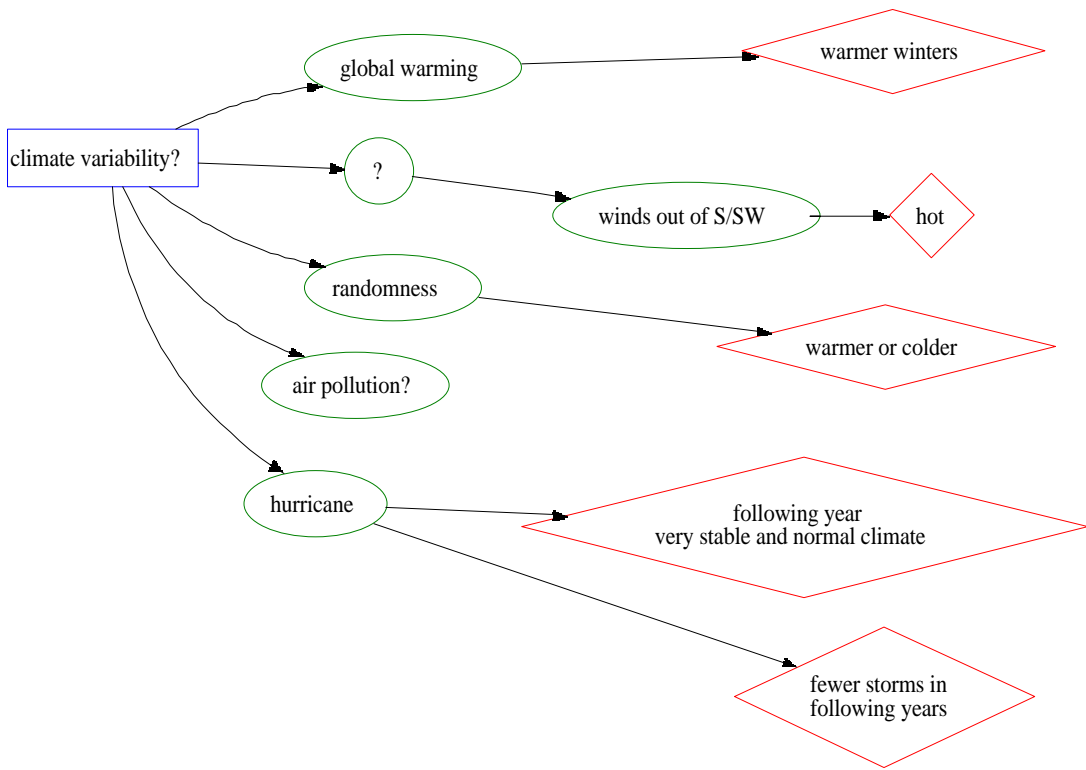 global warming
warmer winters
climate variability?
?
winds out of S/SW
hot
randomness
warmer or colder
air pollution?
hurricane
following year
very stable and normal climate
fewer storms in
following years